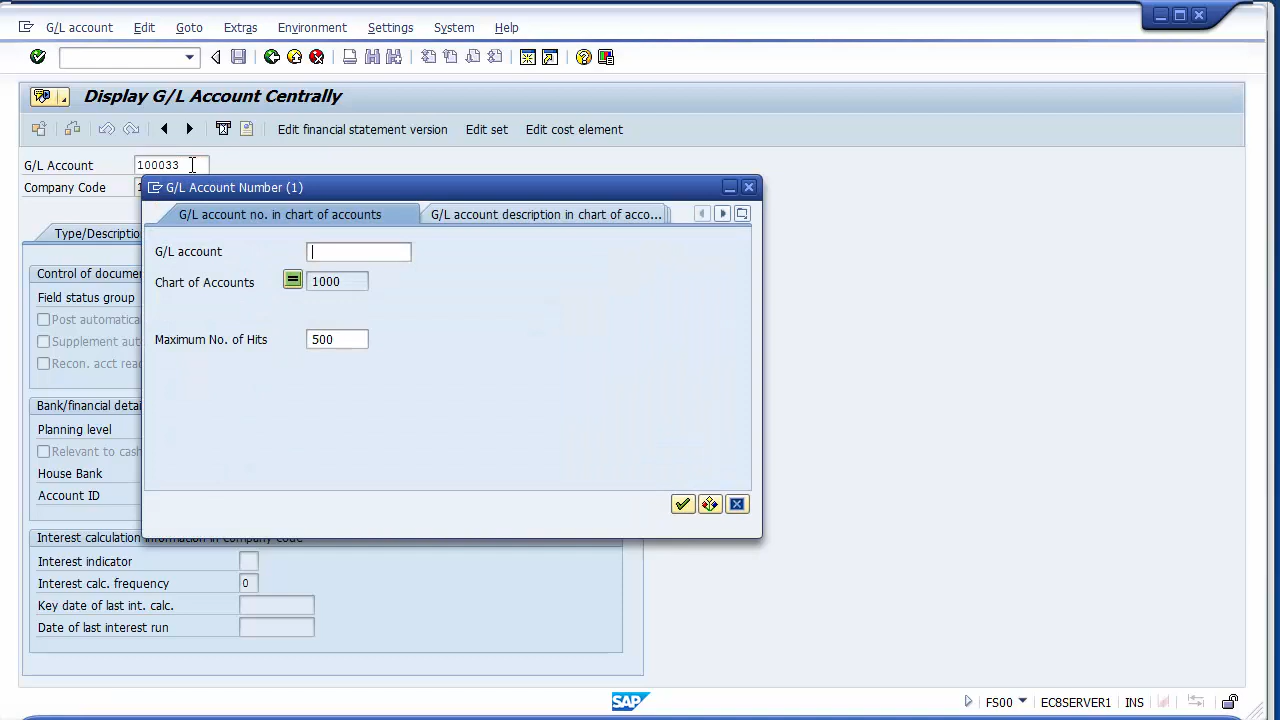 G/L account Edit Goto Extras Environment Settings System Help
Display G/L Account Centrally
Edit financial statement version Edit set Edit cost element
G/L Account 100033
Company Code
G/L Account Number (1)
G/L account no. in chart of accounts G/L account description in chart of acco...
Type/Descriptio
G/L account
Control of docume
Chart of Accounts 1000
Field status group
Post automatica
Supplement aut
Maximum No. of Hits 500
Recon. acct read
Bank/financial detai
Planning level
Relevant to cash
House Bank
Account ID
Interest calculation information in company code
Interest indicator
Interest calc. frequency 0
Key date of last int. calc.
Date of last interest run
SAP FS00 EC8SERVER1 INS